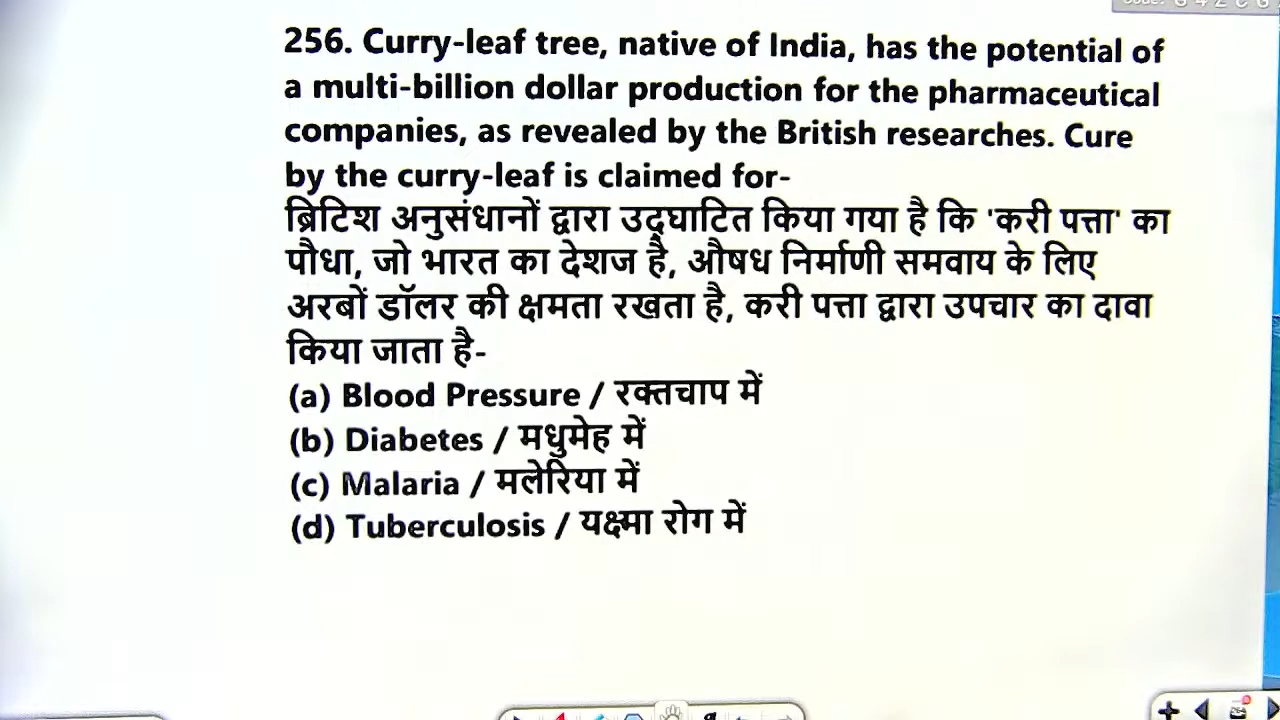 256. Curry-leaf tree, native of India, has the potential of
a multi-billion dollar production for the pharmaceutical
companies, as revealed by the British researches. Cure
by the curry-leaf is claimed for-
ब्रिटिश अनुसंधानों द्वारा उद्घाटित किया गया है कि 'करी पत्ता' का
पौधा, जो भारत का देशज है, औषध निर्माणी समवाय के लिए
अरबों डॉलर की क्षमता रखता है, करी पत्ता द्वारा उपचार का दावा
किया जाता है-
(a) Blood Pressure / रक्तचाप में
(b) Diabetes / मधुमेह में
(c) Malaria / मलेरिया में
(d) Tuberculosis / यक्ष्मा रोग में
264